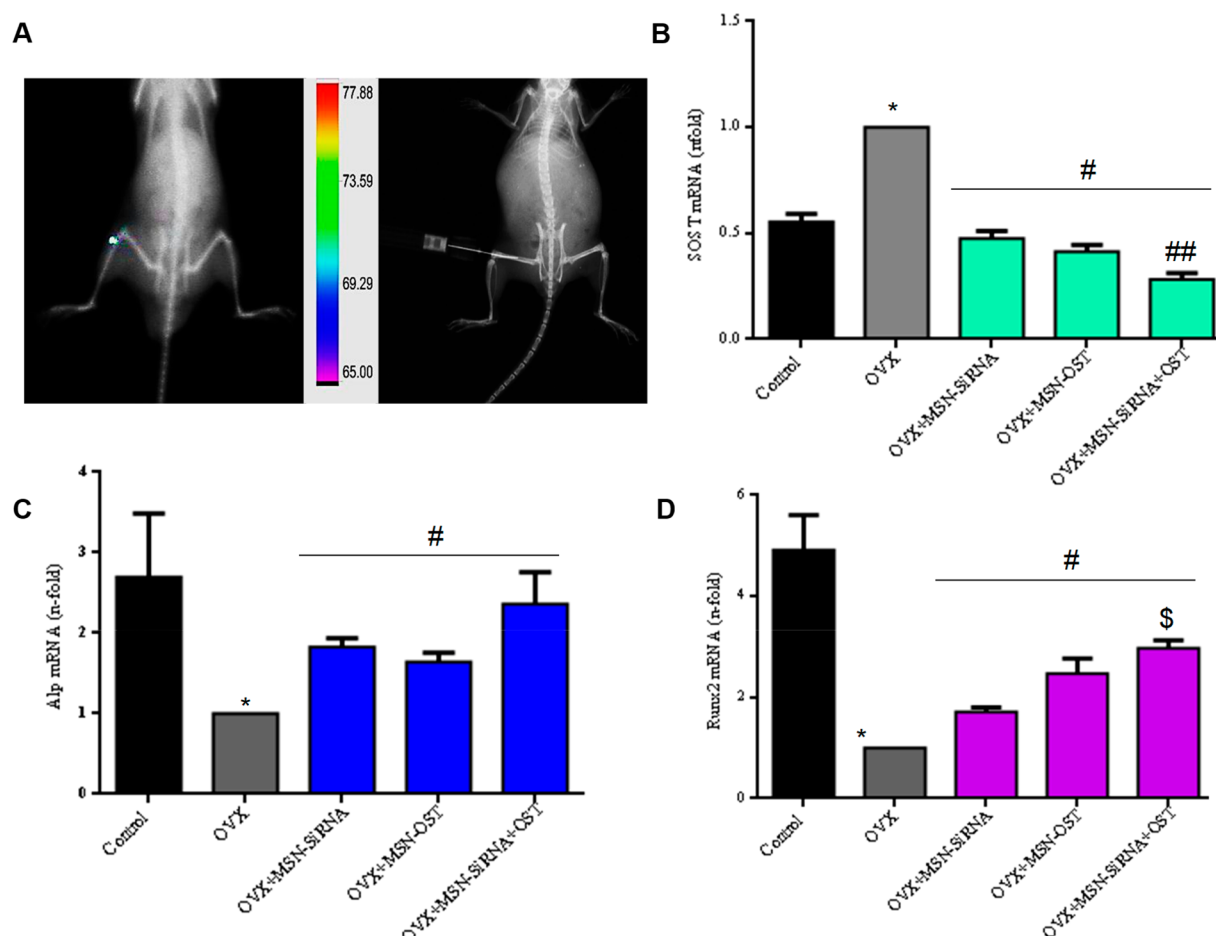 A
77.88
73.59
69.29
65.00
B
SOST mRNA (nfold)
1.5
1.0
0.5
0.0
*
#
##
Control
OVX
OVX+MSN-SiRNA
OVX+MSN-OST
OVX+MSN-SiRNA+OST
C
Alp mRNA (n-fold)
4
3
2
1
0
*
#
Control
OVX
OVX+MSN-SiRNA
OVX+MSN-OST
OVX+MSN-SiRNA+OST
D
Runx2 mRNA (n-fold)
6
4
2
0
*
#
$
Control
OVX
OVX+MSN-SiRNA
OVX+MSN-OST
OVX+MSN-SiRNA+OST